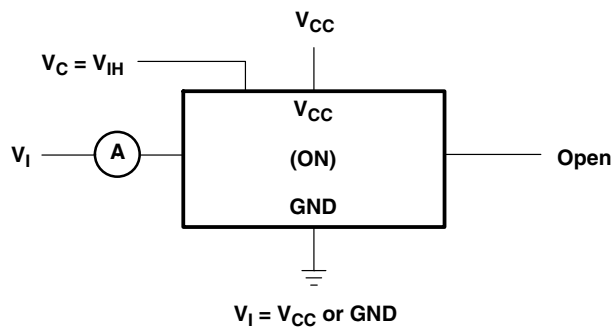 VCC
VC = VIH
VCC
VI
A
(ON)
Open
GND
VI = VCC or GND